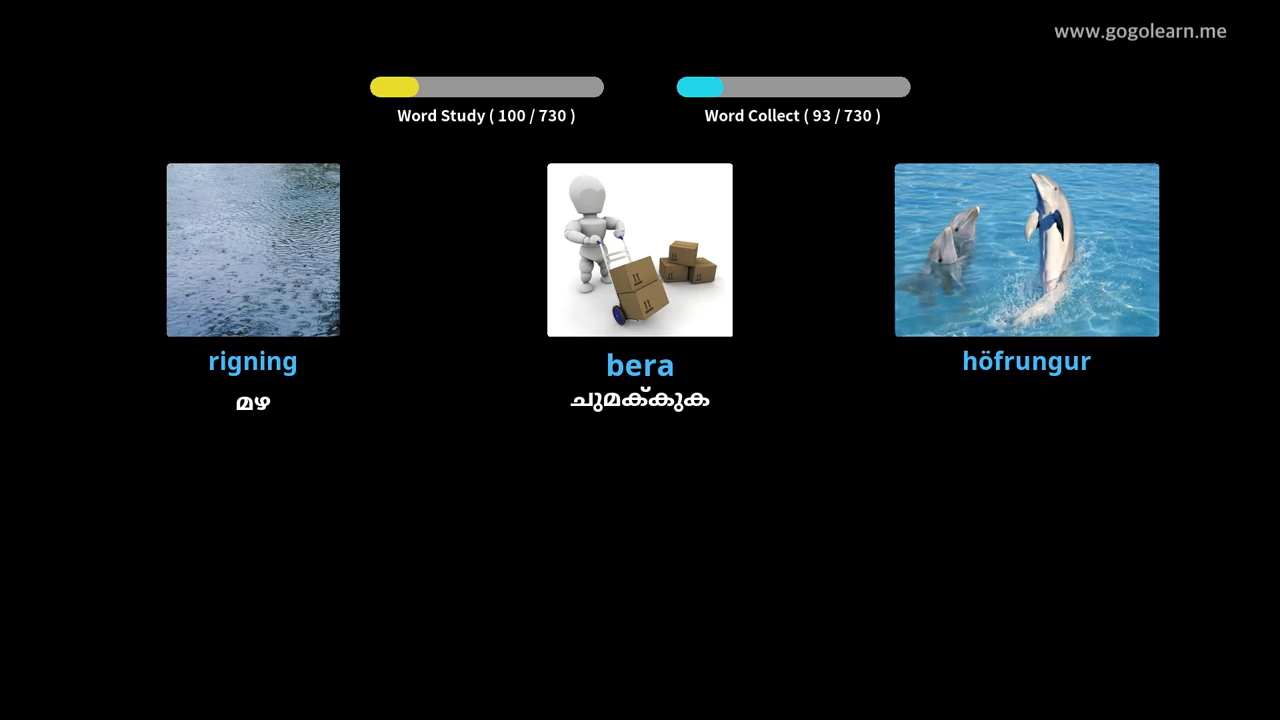 www.gogolearn.me
Word Study ( 100 / 730 )
Word Collect ( 93 / 730 )
rigning
bera
höfrungur
മഴ
ചുമക്കുക